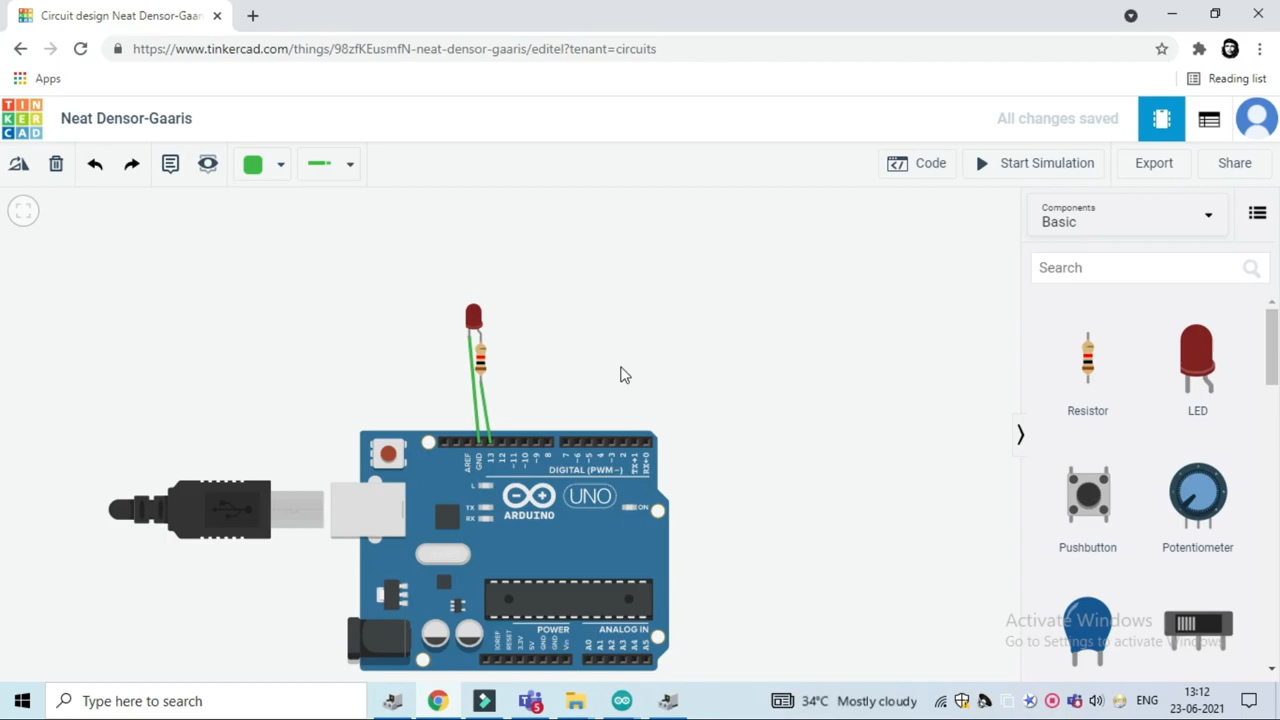 Circuit design Neat Densor-Gaar
https://www.tinkercad.com/things/98zfKEusmfN-neat-densor-gaaris/editel?tenant=circuits
Apps
Reading list
TIN
KER
CAD
Neat Densor-Gaaris
All changes saved
Code
Start Simulation
Export
Share
Components
Basic
Search
Resistor
LED
Pushbutton
Potentiometer
AREF
GND
13
12
~11
~10
~9
8
7
~6
~5
4
~3
2
TX→1
RX←0
DIGITAL (PWM~)
L
TX
RX
UNO
ARDUINO
ON
POWER
ANALOG IN
IOREF
RESET
3.3V
5V
GND
GND
Vin
A0
A1
A2
A3
A4
A5
Activate Windows
Go to Settings to activate Windows.
Type here to search
5
34°C Mostly cloudy
ENG
13:12
23-06-2021